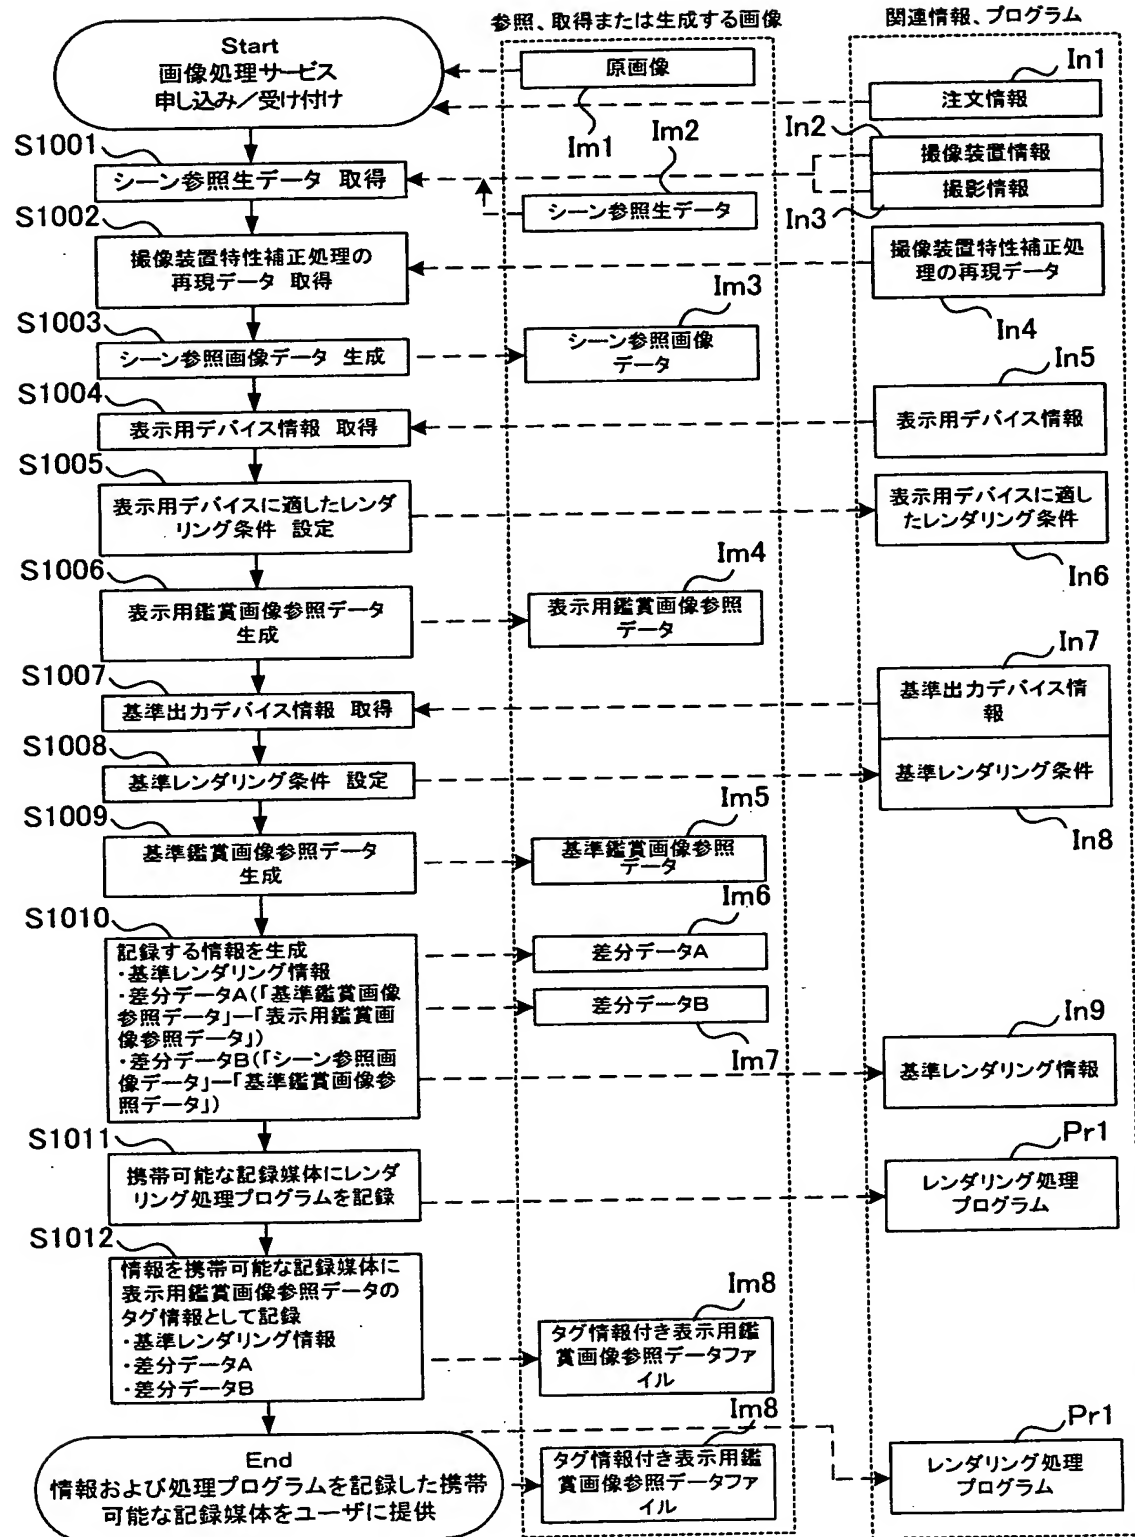 参照、取得または生成する画像
関連情報、プログラム
Start
画像処理サービス
申し込み/受け付け
原画像
Im1
In1
注文情報
S1001
シーン参照生データ 取得
Im2
シーン参照生データ
In2
撮像装置情報
撮影情報
In3
S1002
撮像装置特性補正処理の
再現データ 取得
撮像装置特性補正処
理の再現データ
In4
S1003
シーン参照画像データ 生成
Im3
シーン参照画像
データ
S1004
表示用デバイス情報 取得
In5
表示用デバイス情報
S1005
表示用デバイスに適したレンダ
リング条件 設定
表示用デバイスに適し
たレンダリング条件
In6
S1006
表示用鑑賞画像参照データ
生成
Im4
表示用鑑賞画像参照
データ
S1007
基準出力デバイス情報 取得
In7
基準出力デバイス情
報
S1008
基準レンダリング条件 設定
基準レンダリング条件
In8
S1009
基準鑑賞画像参照データ
生成
Im5
基準鑑賞画像参照
データ
S1010
記録する情報を生成
・基準レンダリング情報
・差分データA(「基準鑑賞画像
参照データ」ー「表示用鑑賞画
像参照データ」)
・差分データB(「シーン参照画
像データ」ー「基準鑑賞画像参
照データ」)
Im6
差分データA
差分データB
Im7
In9
基準レンダリング情報
S1011
携帯可能な記録媒体にレンダ
リング処理プログラムを記録
Pr1
レンダリング処理
プログラム
S1012
情報を携帯可能な記録媒体に
表示用鑑賞画像参照データの
タグ情報として記録
・基準レンダリング情報
・差分データA
・差分データB
Im8
タグ情報付き表示用鑑
賞画像参照データファ
イル
End
情報および処理プログラムを記録した携帯
可能な記録媒体をユーザに提供
Im8
タグ情報付き表示用鑑
賞画像参照データファ
イル
Pr1
レンダリング処理
プログラム